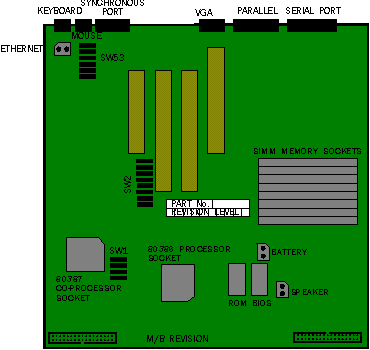 SYNCHRONOUS
KEYBOARD PORT VGA PARALLEL SERIAL PORT
MOUSE
ETHERNET
SW53
SIMM MEMORY SOCKETS
SW2
PART No.
REVISION LEVEL
SW1
80386 PROCESSOR
SOCKET
BATTERY
80387
CO-PROCESSOR
SOCKET
SPEAKER
ROM BIOS
M/B REVISION